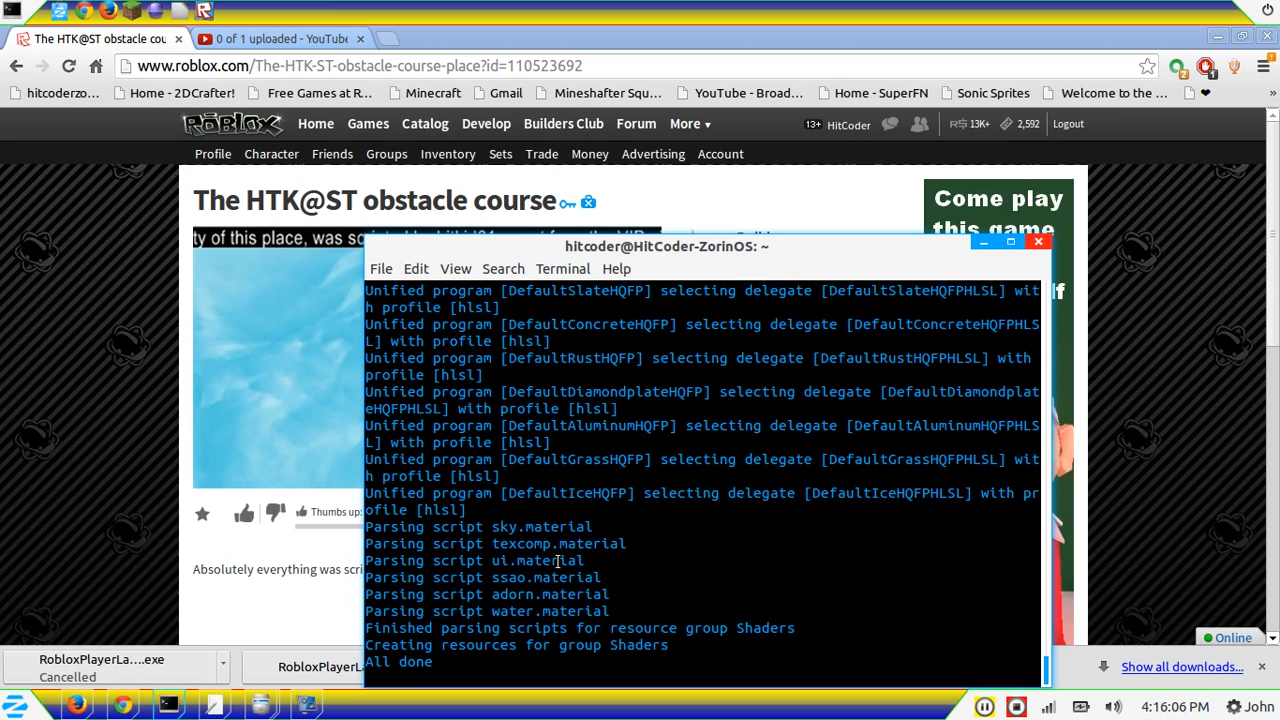 The HTK@ST obstacle cou
0 of 1 uploaded - YouTube
www.roblox.com/The-HTK-ST-obstacle-course-place?id=110523692
2
1
hitcoderzo...
Home - 2DCrafter!
Free Games at R...
Minecraft
Gmail
Mineshafter Squ...
YouTube - Broad...
Home - SuperFN
Sonic Sprites
Welcome to the ...
»
ROBLOX
Home
Games
Catalog
Develop
Builders Club
Forum
More
13+
HitCoder
R$ 13K+
2,592
Logout
Profile
Character
Friends
Groups
Inventory
Sets
Trade
Money
Advertising
Account
The HTK@ST obstacle course
Come play
this game
hitcoder@HitCoder-ZorinOS: ~
File Edit View Search Terminal Help
Unified program [DefaultSlateHQFP] selecting delegate [DefaultSlateHQFPHLSL] wit
h profile [hlsl]
Unified program [DefaultConcreteHQFP] selecting delegate [DefaultConcreteHQFPHLS
L] with profile [hlsl]
Unified program [DefaultRustHQFP] selecting delegate [DefaultRustHQFPHLSL] with
profile [hlsl]
Unified program [DefaultDiamondplateHQFP] selecting delegate [DefaultDiamondplat
eHQFPHLSL] with profile [hlsl]
Unified program [DefaultAluminumHQFP] selecting delegate [DefaultAluminumHQFPHLS
L] with profile [hlsl]
Unified program [DefaultGrassHQFP] selecting delegate [DefaultGrassHQFPHLSL] wit
h profile [hlsl]
Unified program [DefaultIceHQFP] selecting delegate [DefaultIceHQFPHLSL] with pr
ofile [hlsl]
Parsing script sky.material
Parsing script texcomp.material
Parsing script ui.material
Parsing script ssao.material
Parsing script adorn.material
Parsing script water.material
Finished parsing scripts for resource group Shaders
Creating resources for group Shaders
All done
Thumbs up:
Absolutely everything was scri
Online
RobloxPlayerLa....exe
Cancelled
RobloxPlayerLa
Show all downloads...
4:16:06 PM
John